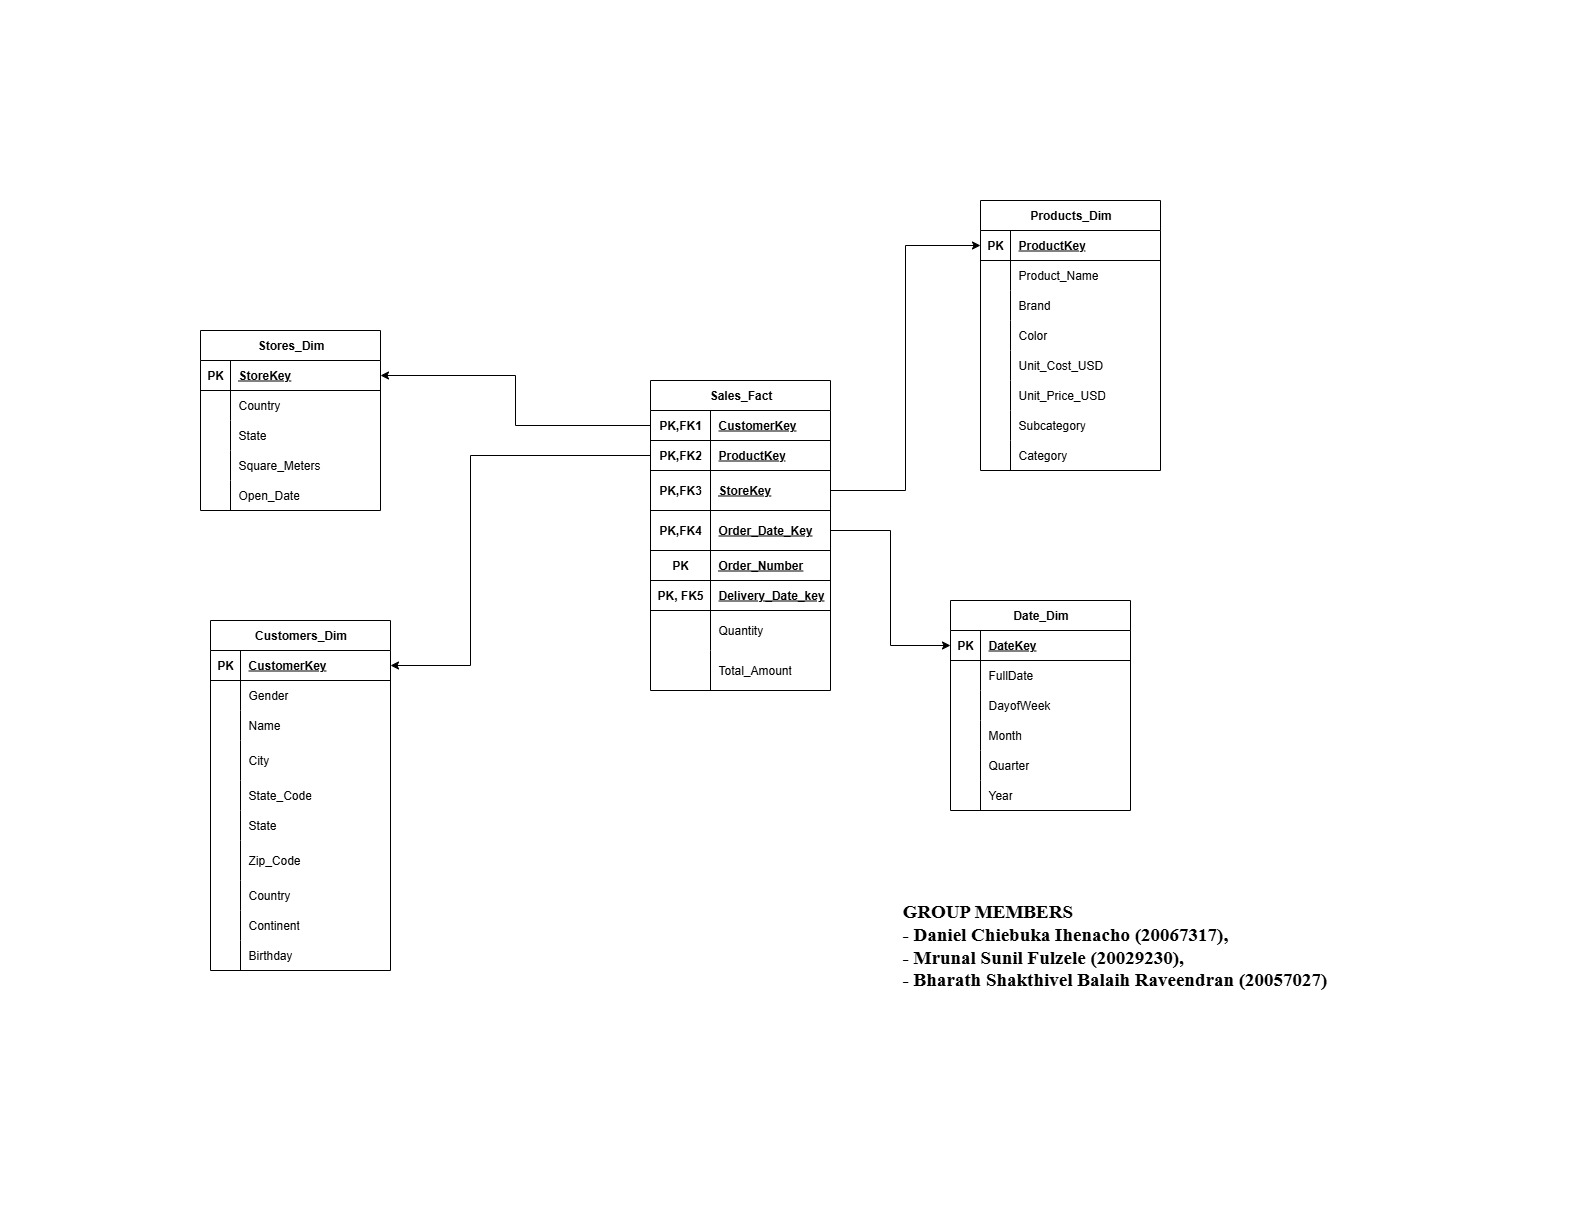 Products_Dim
PK ProductKey
Product_Name
Brand
Color
Unit_Cost_USD
Unit_Price_USD
Subcategory
Category
Stores_Dim
PK StoreKey
Country
State
Square_Meters
Open_Date
Sales_Fact
PK,FK1 CustomerKey
PK,FK2 ProductKey
PK,FK3 StoreKey
PK,FK4 Order_Date_Key
PK Order_Number
PK, FK5 Delivery_Date_key
Quantity
Total_Amount
Customers_Dim
PK CustomerKey
Gender
Name
City
State_Code
State
Zip_Code
Country
Continent
Birthday
Date_Dim
PK DateKey
FullDate
DayofWeek
Month
Quarter
Year
GROUP MEMBERS
- Daniel Chiebuka Ihenacho (20067317),
- Mrunal Sunil Fulzele (20029230),
- Bharath Shakthivel Balaih Raveendran (20057027)